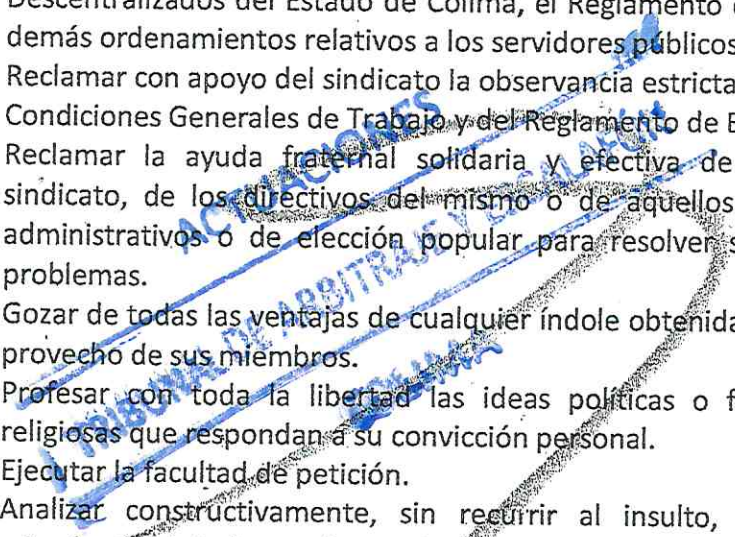 Descentralizados del Estado de Colima, el Reglamento
demás ordenamientos relativos a los servidores públicos
Reclamar con apoyo del sindicato la observancia estricta
Condiciones Generales de Trabajo y del Reglamento de E
Reclamar la ayuda fraternal solidaria y efectiva de
sindicato, de los directivos del mismo o de aquellos
administrativos o de elección popular para resolver s
problemas.
Gozar de todas las ventajas de cualquier índole obtenida
provecho de sus miembros.
Profesar con toda la libertad las ideas políticas o f
religiosas que respondan a su convicción personal.
Ejecutar la facultad de petición.
Analizar constructivamente, sin recurrir al insulto,
ACTUACIONES
TRIBUNAL DE ARBITRAJE Y ESCALAFÓN
COLIMA